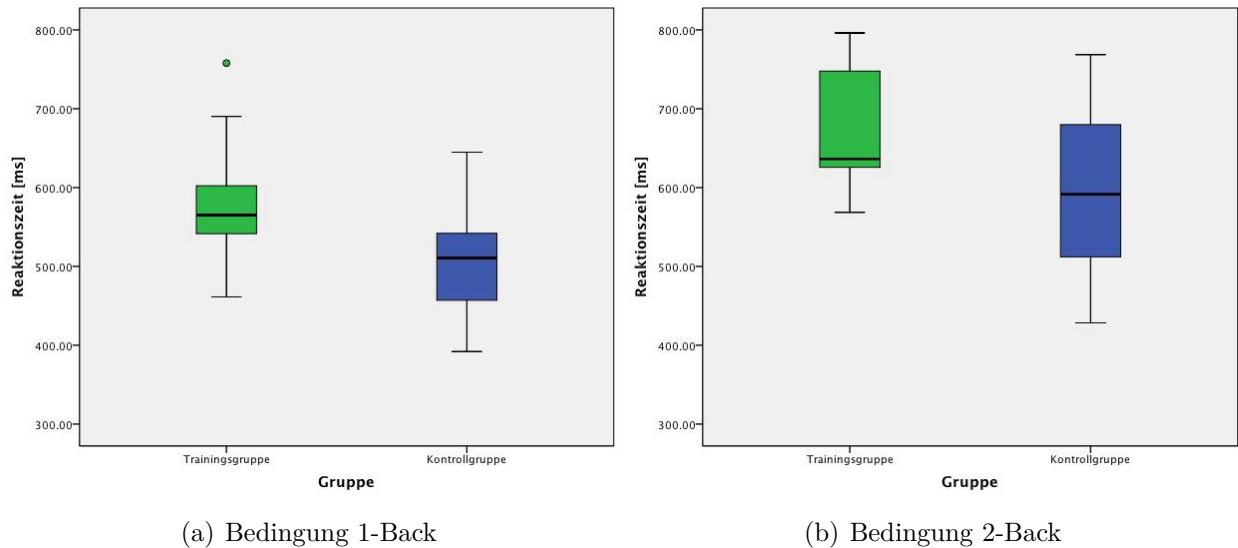 800.00
700.00
600.00
500.00
400.00
300.00
Reaktionszeit [ms]
Trainingsgruppe Kontrollgruppe
Gruppe
(a) Bedingung 1-Back
800.00
700.00
600.00
500.00
400.00
300.00
Reaktionszeit [ms]
Trainingsgruppe Kontrollgruppe
Gruppe
(b) Bedingung 2-Back